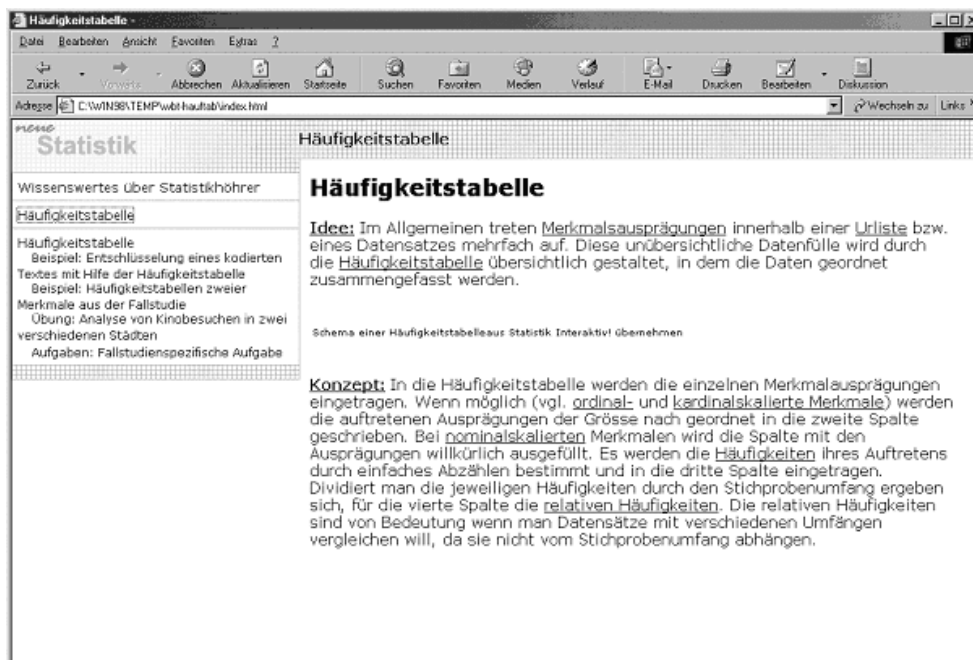 Häufigkeitstabelle -
Datei Bearbeiten Ansicht Favoriten Extras ?
Zurück Vorwärts Abbrechen Aktualisieren Startseite Suchen Favoriten Medien Verlauf E-Mail Drucken Bearbeiten Diskussion
Adresse C:\WIN98\TEMP\wbt-hauftab\index.html Wechseln zu Links
neue
Statistik
Häufigkeitstabelle
Wissenswertes über Statistikhöhrer
Häufigkeitstabelle
Häufigkeitstabelle
Beispiel: Entschlüsselung eines kodierten
Textes mit Hilfe der Häufigkeitstabelle
Beispiel: Häufigkeitstabellen zweier
Merkmale aus der Fallstudie
Übung: Analyse von Kinobesuchen in zwei
verschiedenen Städten
Aufgaben: Fallstudienspezifische Aufgabe
Häufigkeitstabelle
Idee: Im Allgemeinen treten Merkmalsausprägungen innerhalb einer Urliste bzw.
eines Datensatzes mehrfach auf. Diese unübersichtliche Datenfülle wird durch
die Häufigkeitstabelle übersichtlich gestaltet, in dem die Daten geordnet
zusammengefasst werden.
Schema einer Häufigkeitstabelleaus Statistik Interaktiv! übernehmen
Konzept: In die Häufigkeitstabelle werden die einzelnen Merkmalausprägungen
eingetragen. Wenn möglich (vgl. ordinal- und kardinalskalierte Merkmale) werden
die auftretenen Ausprägungen der Grösse nach geordnet in die zweite Spalte
geschrieben. Bei nominalskalierten Merkmalen wird die Spalte mit den
Ausprägungen willkürlich ausgefüllt. Es werden die Häufigkeiten ihres Auftretens
durch einfaches Abzählen bestimmt und in die dritte Spalte eingetragen.
Dividiert man die jeweiligen Häufigkeiten durch den Stichprobenumfang ergeben
sich, für die vierte Spalte die relativen Häufigkeiten. Die relativen Häufigkeiten
sind von Bedeutung wenn man Datensätze mit verschiedenen Umfängen
vergleichen will, da sie nicht vom Stichprobenumfang abhängen.